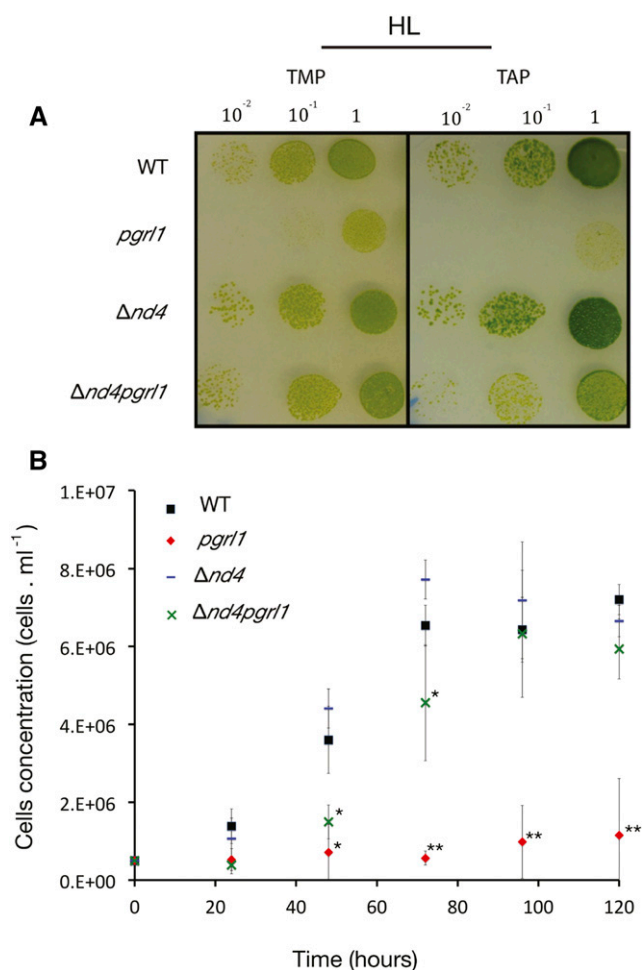 HL
TMP TAP
10⁻² 10⁻¹ 1 10⁻² 10⁻¹ 1
A
WT
pgrl1
Δnd4
Δnd4pgrl1
B
1.E+07
8.E+06
6.E+06
4.E+06
2.E+06
0.E+00
Cells concentration (cells . ml⁻¹)
WT
pgrl1
Δnd4
Δnd4pgrl1
* * * ** ** **
0 20 40 60 80 100 120
Time (hours)